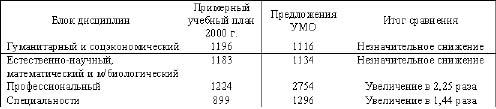 Блок дисциплин Примерный учебный план 2000 г. Предложения УМО Итог сравнения
Гуманитарный и соцэкономический 1196 1116 Незначительное снижение
Естественно-научный,
математический и м/биологический 1183 1134 Незначительное снижение
Профессиональный 1224 2754 Увеличение в 2,25 раза
Специальности 899 1296 Увеличение в 1,44 раза